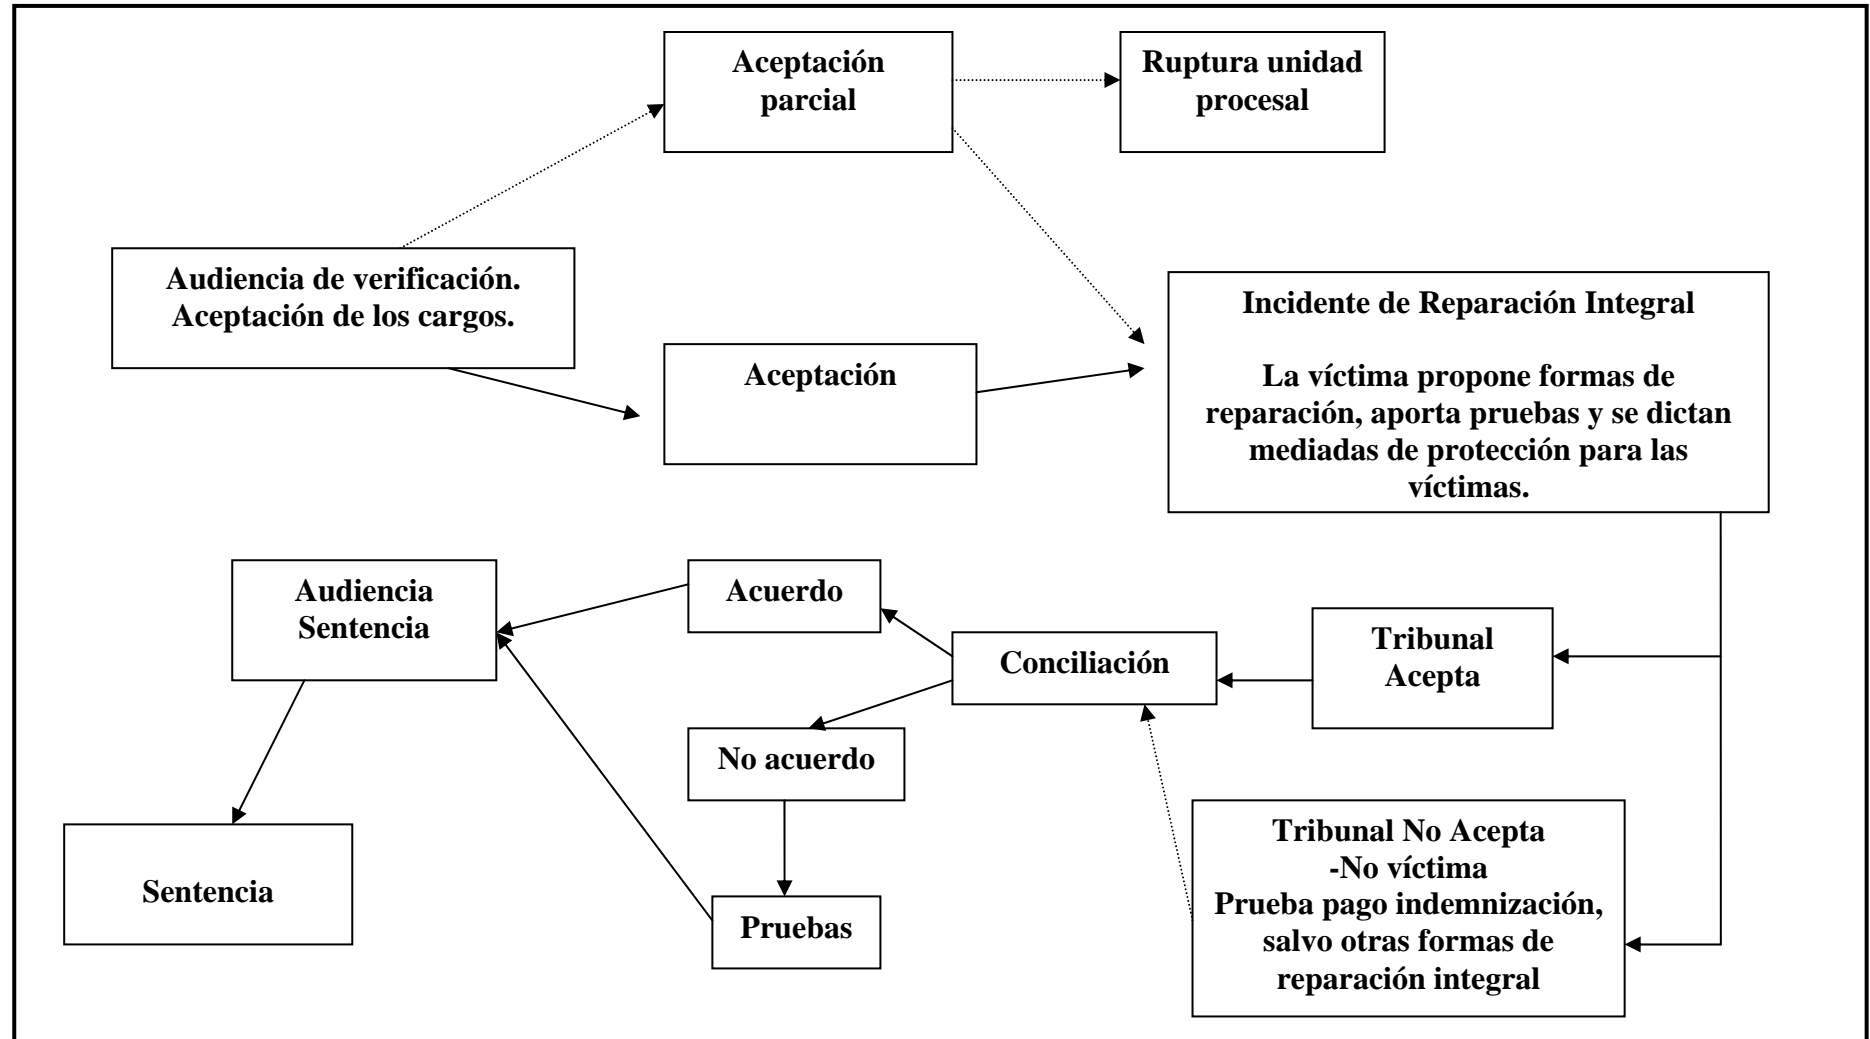 Aceptación
parcial
Ruptura unidad
procesal
Audiencia de verificación.
Aceptación de los cargos.
Aceptación
Incidente de Reparación Integral
La víctima propone formas de
reparación, aporta pruebas y se dictan
mediadas de protección para las
víctimas.
Audiencia
Sentencia
Acuerdo
Conciliación
Tribunal
Acepta
No acuerdo
Tribunal No Acepta
-No víctima
Prueba pago indemnización,
salvo otras formas de
reparación integral
Sentencia
Pruebas